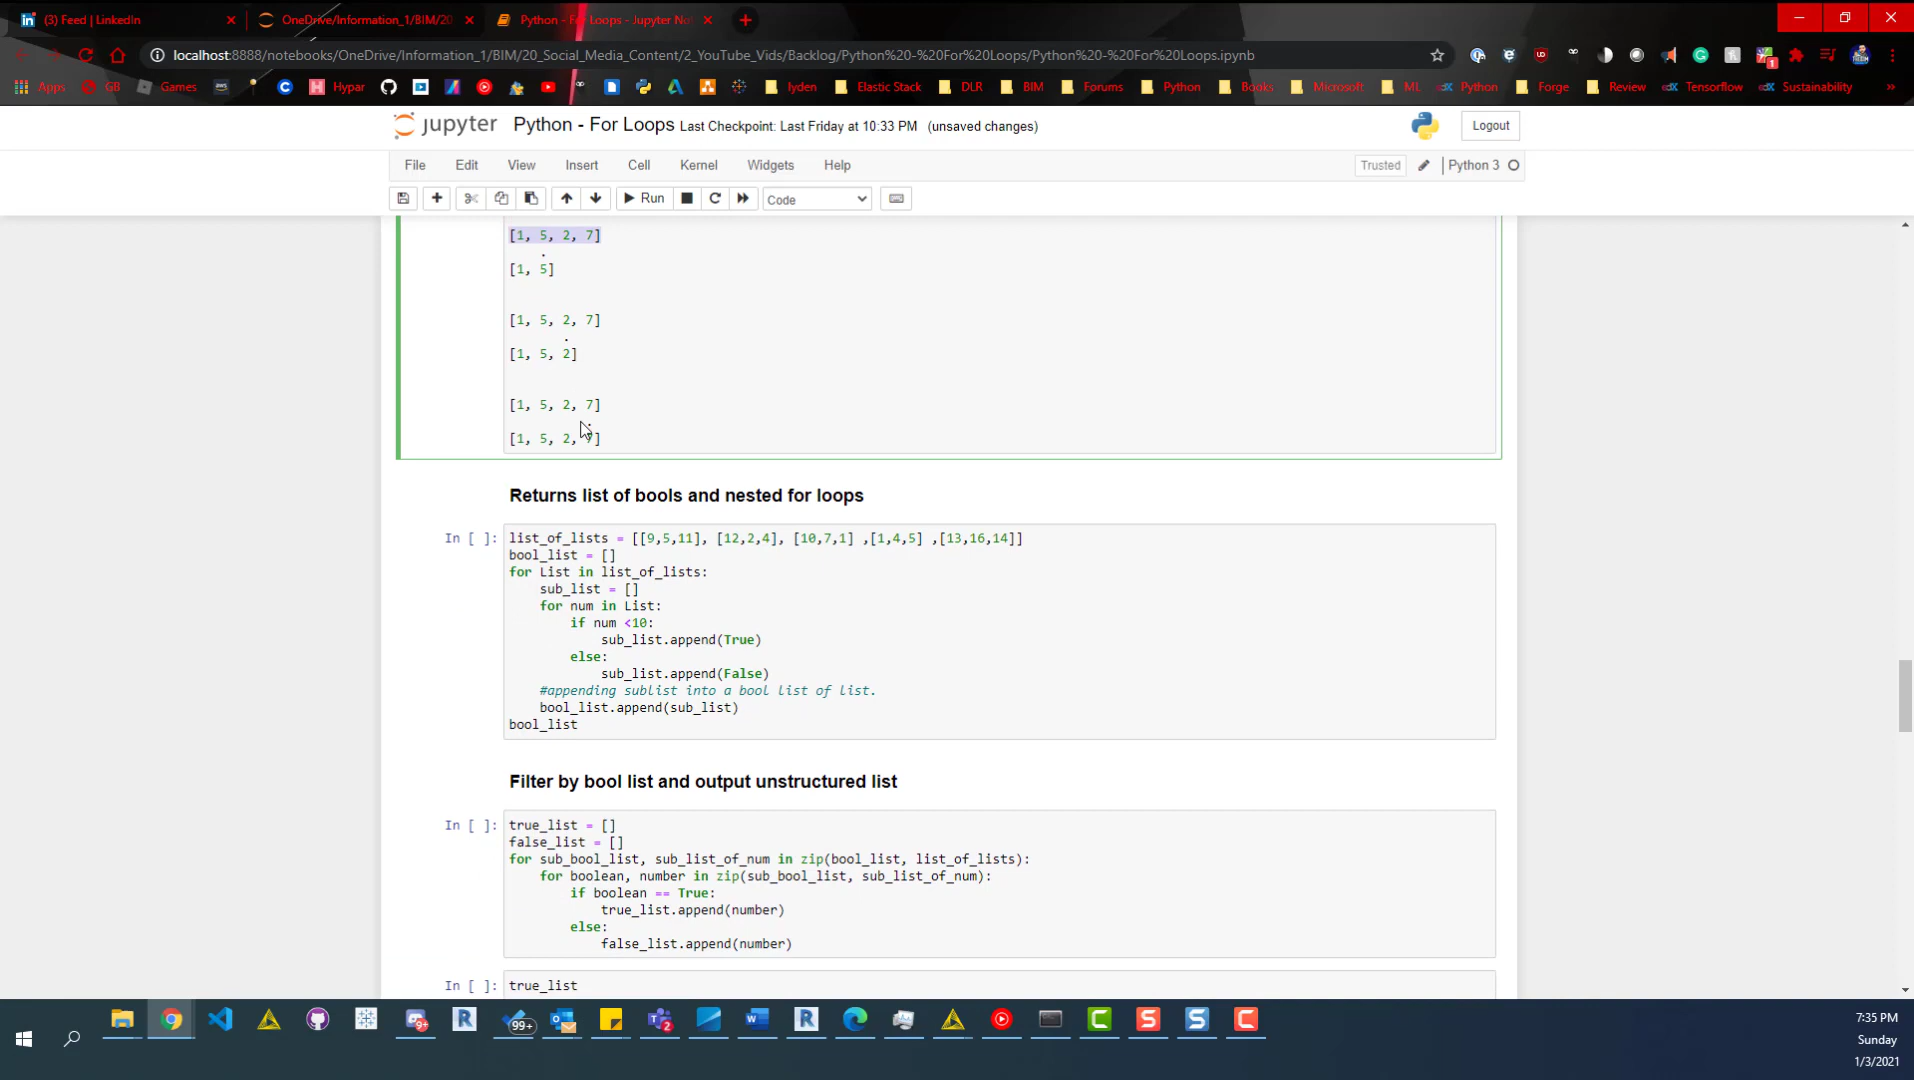 (3) Feed | LinkedIn
OneDrive/Information_1/BIM/20
Python - For Loops - Jupyter No
localhost:8888/notebooks/OneDrive/Information_1/BIM/20_Social_Media_Content/2_YouTube_Vids/Backlog/Python%20-%20For%20Loops/Python%20-%20For%20Loops.ipynb
Apps GB Games Hypar Iyden Elastic Stack DLR BIM Forums Python Books Microsoft ML Python Forge Review Tensorflow Sustainability »
jupyter Python - For Loops Last Checkpoint: Last Friday at 10:33 PM (unsaved changes) Logout
File Edit View Insert Cell Kernel Widgets Help Trusted Python 3
Run Code
[1, 5, 2, 7]
.
[1, 5]
[1, 5, 2, 7]
.
[1, 5, 2]
[1, 5, 2, 7]
.
[1, 5, 2, 7]
Returns list of bools and nested for loops
In [ ]: list_of_lists = [[9,5,11], [12,2,4], [10,7,1] ,[1,4,5] ,[13,16,14]]
bool_list = []
for List in list_of_lists:
    sub_list = []
    for num in List:
        if num <10:
            sub_list.append(True)
        else:
            sub_list.append(False)
    #appending sublist into a bool list of list.
    bool_list.append(sub_list)
bool_list
Filter by bool list and output unstructured list
In [ ]: true_list = []
false_list = []
for sub_bool_list, sub_list_of_num in zip(bool_list, list_of_lists):
    for boolean, number in zip(sub_bool_list, sub_list_of_num):
        if boolean == True:
            true_list.append(number)
        else:
            false_list.append(number)
In [ ]: true_list
99+
9+
2
7:35 PM
Sunday
1/3/2021